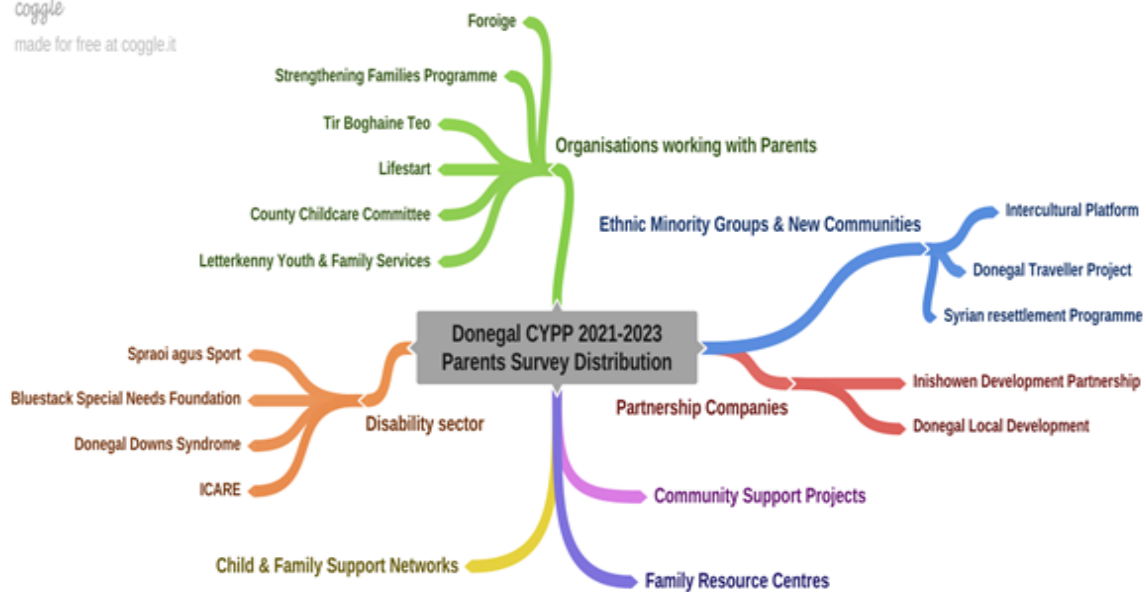 coggle
made for free at coggle.it
Foroige
Strengthening Families Programme
Tir Boghaine Teo
Lifestart
County Childcare Committee
Letterkenny Youth & Family Services
Organisations working with Parents
Ethnic Minority Groups & New Communities
Intercultural Platform
Donegal Traveller Project
Syrian resettlement Programme
Donegal CYPP 2021-2023
Parents Survey Distribution
Partnership Companies
Inishowen Development Partnership
Donegal Local Development
Spraoi agus Sport
Bluestack Special Needs Foundation
Donegal Downs Syndrome
ICARE
Disability sector
Community Support Projects
Child & Family Support Networks
Family Resource Centres